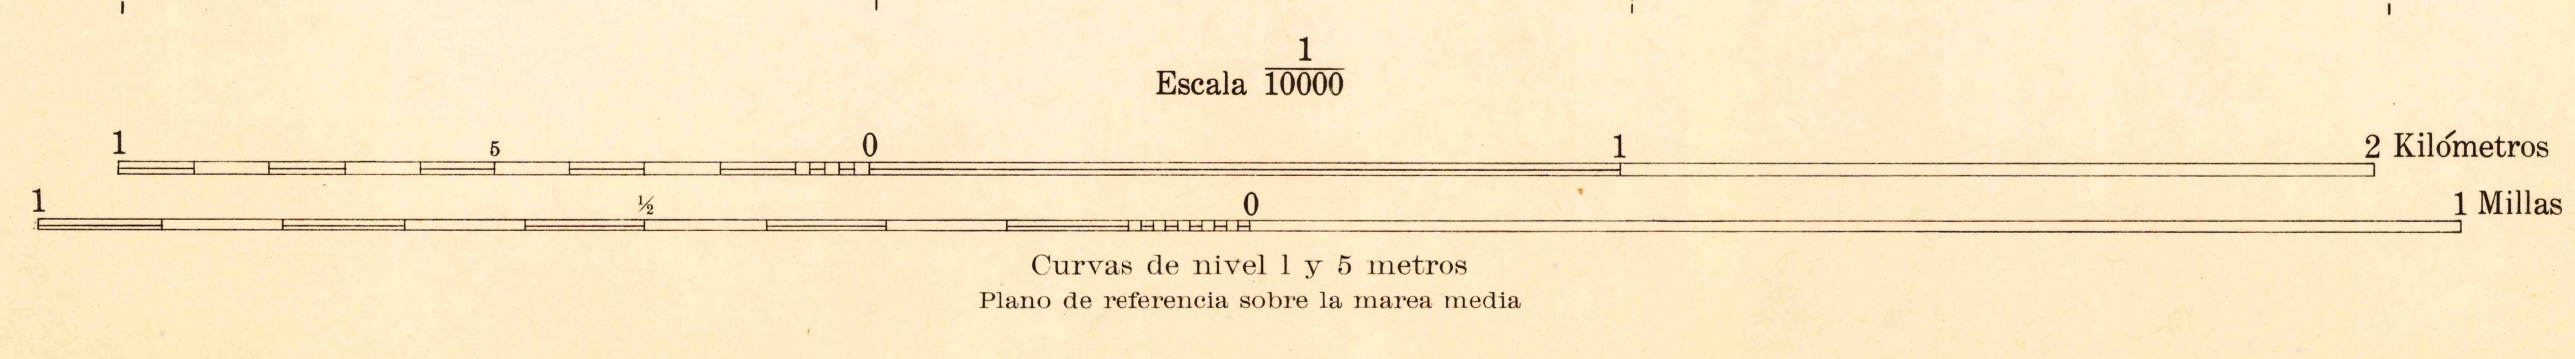 Escala 1/10000
1 5 0 1 2 Kilómetros
1 ½ 0 1 Millas
Curvas de nivel 1 y 5 metros
Plano de referencia sobre la marea media